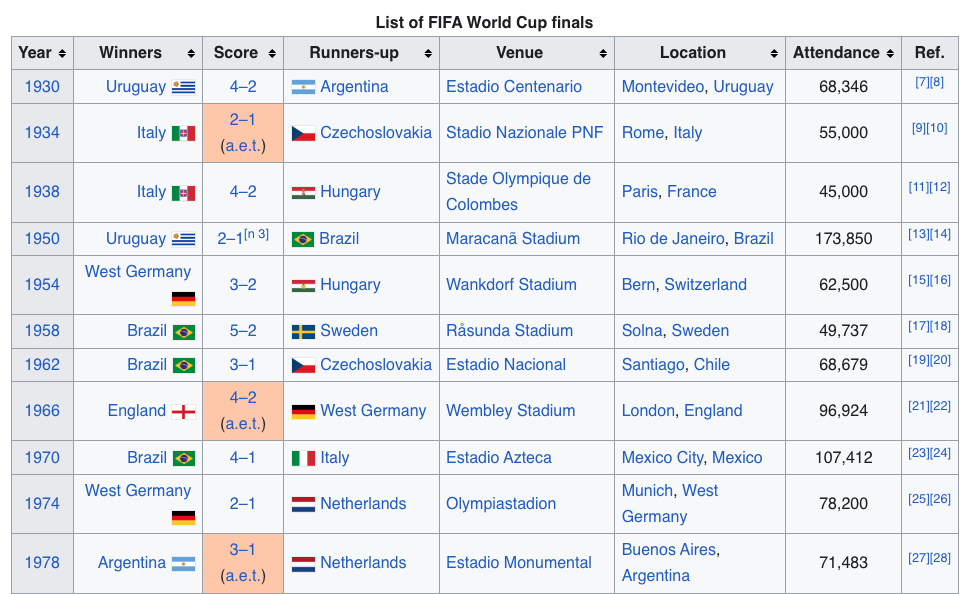 List of FIFA World Cup finals
Year Winners Score Runners-up Venue Location Attendance Ref.
1930 Uruguay 4–2 Argentina Estadio Centenario Montevideo, Uruguay 68,346 [7][8]
1934 Italy 2–1 (a.e.t.) Czechoslovakia Stadio Nazionale PNF Rome, Italy 55,000 [9][10]
1938 Italy 4–2 Hungary Stade Olympique de Colombes Paris, France 45,000 [11][12]
1950 Uruguay 2–1[n 3] Brazil Maracanã Stadium Rio de Janeiro, Brazil 173,850 [13][14]
1954 West Germany 3–2 Hungary Wankdorf Stadium Bern, Switzerland 62,500 [15][16]
1958 Brazil 5–2 Sweden Råsunda Stadium Solna, Sweden 49,737 [17][18]
1962 Brazil 3–1 Czechoslovakia Estadio Nacional Santiago, Chile 68,679 [19][20]
1966 England 4–2 (a.e.t.) West Germany Wembley Stadium London, England 96,924 [21][22]
1970 Brazil 4–1 Italy Estadio Azteca Mexico City, Mexico 107,412 [23][24]
1974 West Germany 2–1 Netherlands Olympiastadion Munich, West Germany 78,200 [25][26]
1978 Argentina 3–1 (a.e.t.) Netherlands Estadio Monumental Buenos Aires, Argentina 71,483 [27][28]